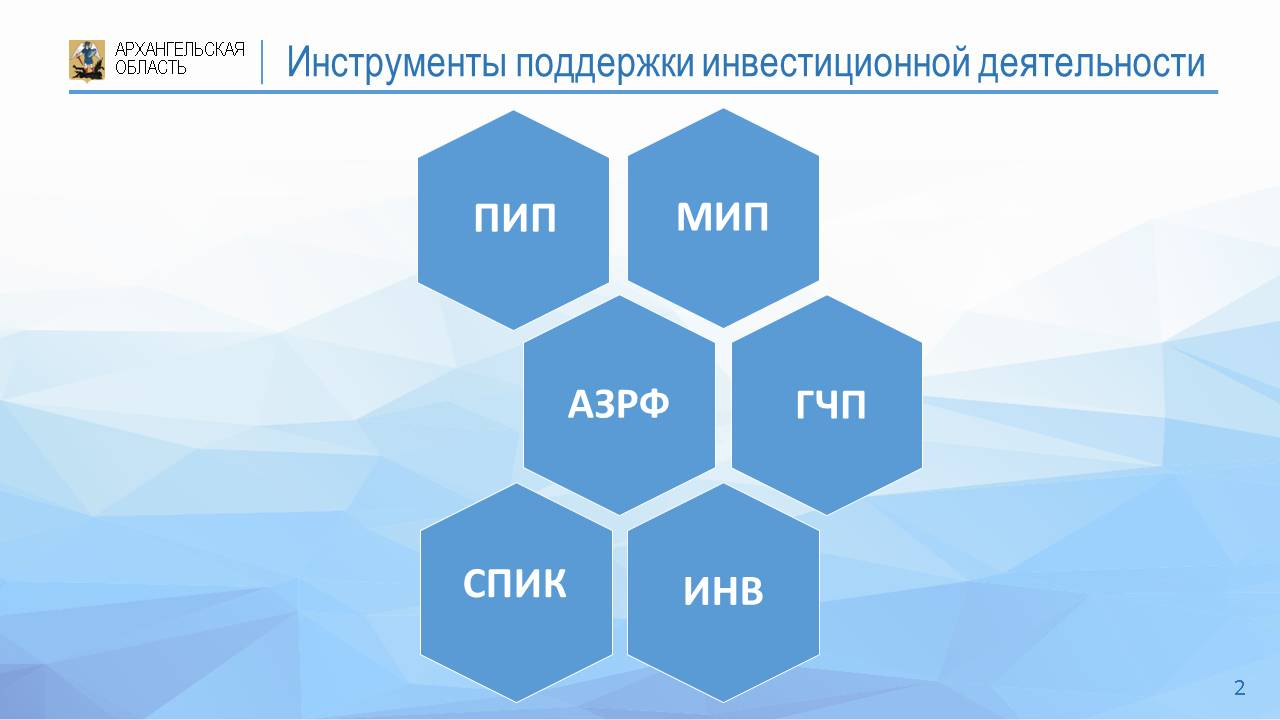 АРХАНГЕЛЬСКАЯ
ОБЛАСТЬ
Инструменты поддержки инвестиционной деятельности
ПИП
МИП
АЗРФ
ГЧП
СПИК
ИНВ
2